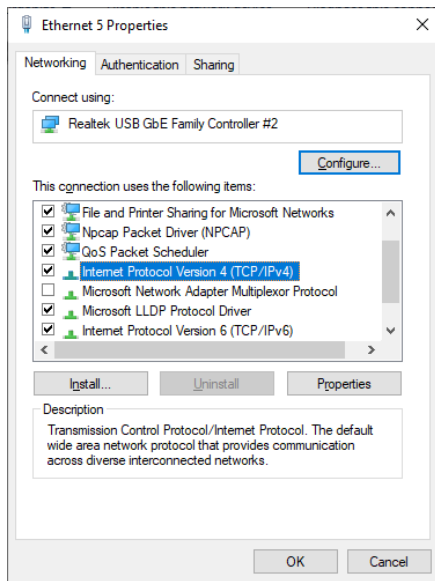 Ethernet 5 Properties
Networking Authentication Sharing
Connect using:
Realtek USB GbE Family Controller #2
Configure...
This connection uses the following items:
File and Printer Sharing for Microsoft Networks
Npcap Packet Driver (NPCAP)
QoS Packet Scheduler
Internet Protocol Version 4 (TCP/IPv4)
Microsoft Network Adapter Multiplexor Protocol
Microsoft LLDP Protocol Driver
Internet Protocol Version 6 (TCP/IPv6)
Install... Uninstall Properties
Description
Transmission Control Protocol/Internet Protocol. The default
wide area network protocol that provides communication
across diverse interconnected networks.
OK Cancel